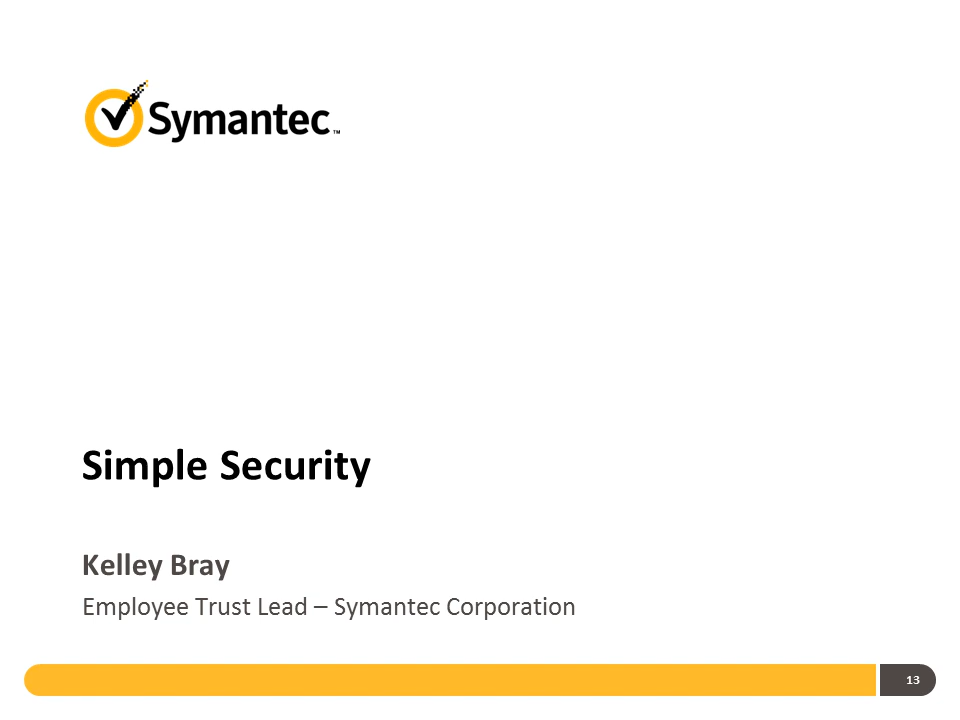 Symantec™
Simple Security
Kelley Bray
Employee Trust Lead – Symantec Corporation
13